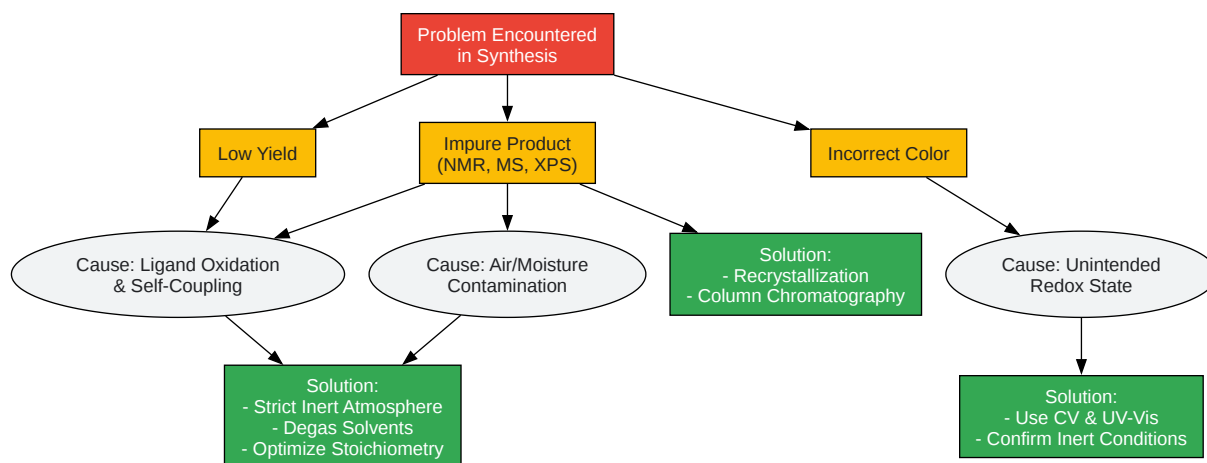 Problem Encountered
in Synthesis
Low Yield
Impure Product
(NMR, MS, XPS)
Incorrect Color
Cause: Ligand Oxidation
& Self-Coupling
Cause: Air/Moisture
Contamination
Solution:
- Recrystallization
- Column Chromatography
Cause: Unintended
Redox State
Solution:
- Strict Inert Atmosphere
- Degas Solvents
- Optimize Stoichiometry
Solution:
- Use CV & UV-Vis
- Confirm Inert Conditions